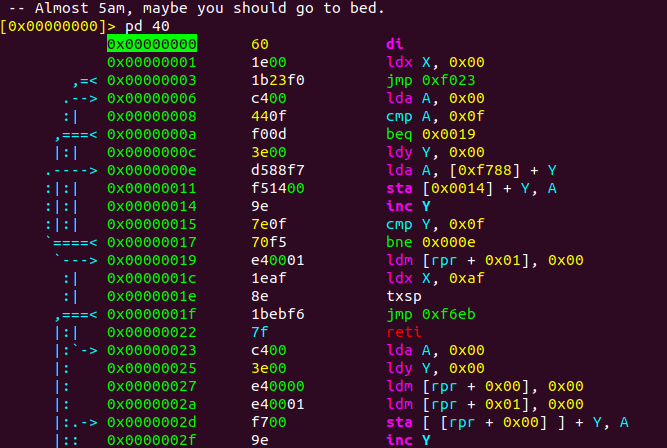 -- Almost 5am, maybe you should go to bed.
[0x00000000]> pd 40
0x00000000 60 di
0x00000001 1e00 ldx X, 0x00
,=< 0x00000003 1b23f0 jmp 0xf023
.--> 0x00000006 c400 lda A, 0x00
:| 0x00000008 440f cmp A, 0x0f
,===< 0x0000000a f00d beq 0x0019
|:| 0x0000000c 3e00 ldy Y, 0x00
.----> 0x0000000e d588f7 lda A, [0xf788] + Y
:|:| 0x00000011 f51400 sta [0x0014] + Y, A
:|:| 0x00000014 9e inc Y
:|:| 0x00000015 7e0f cmp Y, 0x0f
`====< 0x00000017 70f5 bne 0x000e
`---> 0x00000019 e40001 ldm [rpr + 0x01], 0x00
:| 0x0000001c 1eaf ldx X, 0xaf
:| 0x0000001e 8e txsp
,===< 0x0000001f 1bebf6 jmp 0xf6eb
|:| 0x00000022 7f reti
|:`-> 0x00000023 c400 lda A, 0x00
|: 0x00000025 3e00 ldy Y, 0x00
|: 0x00000027 e40000 ldm [rpr + 0x00], 0x00
|: 0x0000002a e40001 ldm [rpr + 0x01], 0x00
|:.-> 0x0000002d f700 sta [ [rpr + 0x00] ] + Y, A
|:: 0x0000002f 9e inc Y